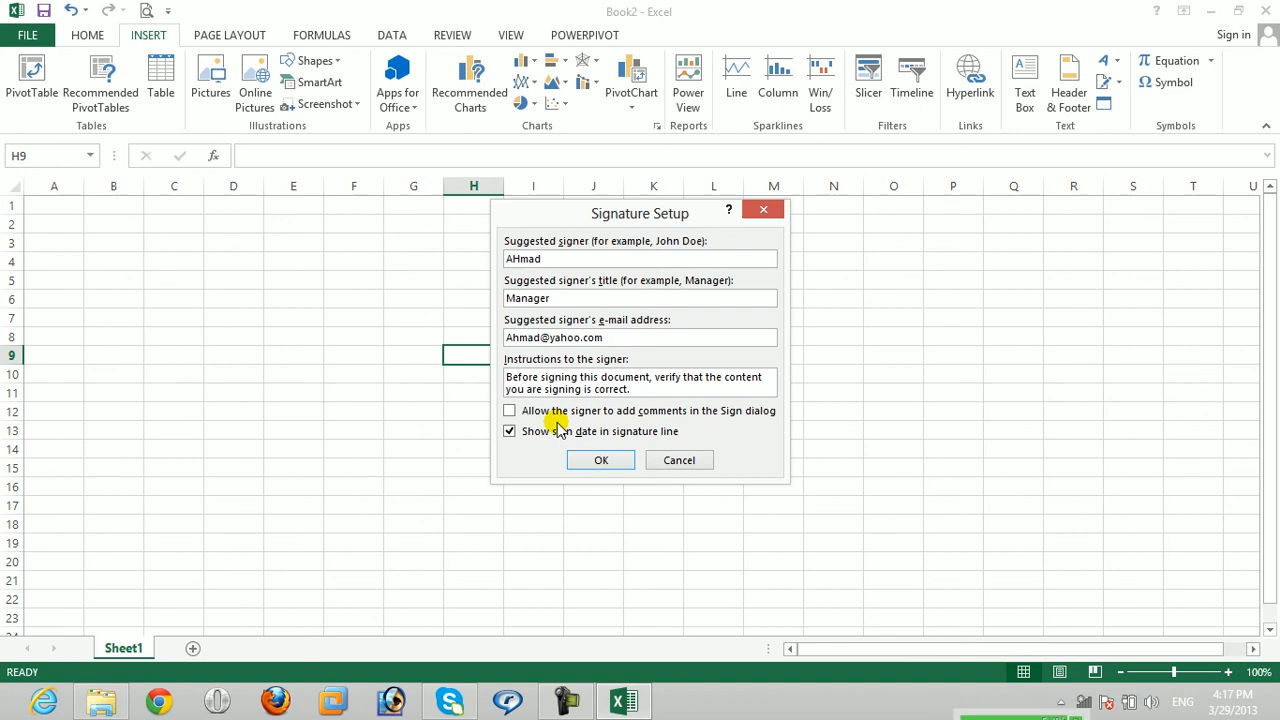 Book2 - Excel
FILE HOME INSERT PAGE LAYOUT FORMULAS DATA REVIEW VIEW POWERPIVOT Sign in
PivotTable
Recommended PivotTables
Table
Tables
Pictures
Online Pictures
Shapes
SmartArt
Screenshot
Illustrations
Apps for Office
Apps
Recommended Charts
PivotChart
Charts
Power View
Reports
Line
Column
Win/ Loss
Sparklines
Slicer
Timeline
Filters
Hyperlink
Links
Text Box
Header & Footer
Text
Equation
Symbol
Symbols
H9
A B C D E F G H I J K L M N O P Q R S T U
1
2
3
4
5
6
7
8
9
10
11
12
13
14
15
16
17
18
19
20
21
22
23
Signature Setup
Suggested signer (for example, John Doe):
AHmad
Suggested signer's title (for example, Manager):
Manager
Suggested signer's e-mail address:
Ahmad@yahoo.com
Instructions to the signer:
Before signing this document, verify that the content
you are signing is correct.
Allow the signer to add comments in the Sign dialog
Show sign date in signature line
OK Cancel
Sheet1
READY 100%
ENG
4:17 PM
3/29/2013